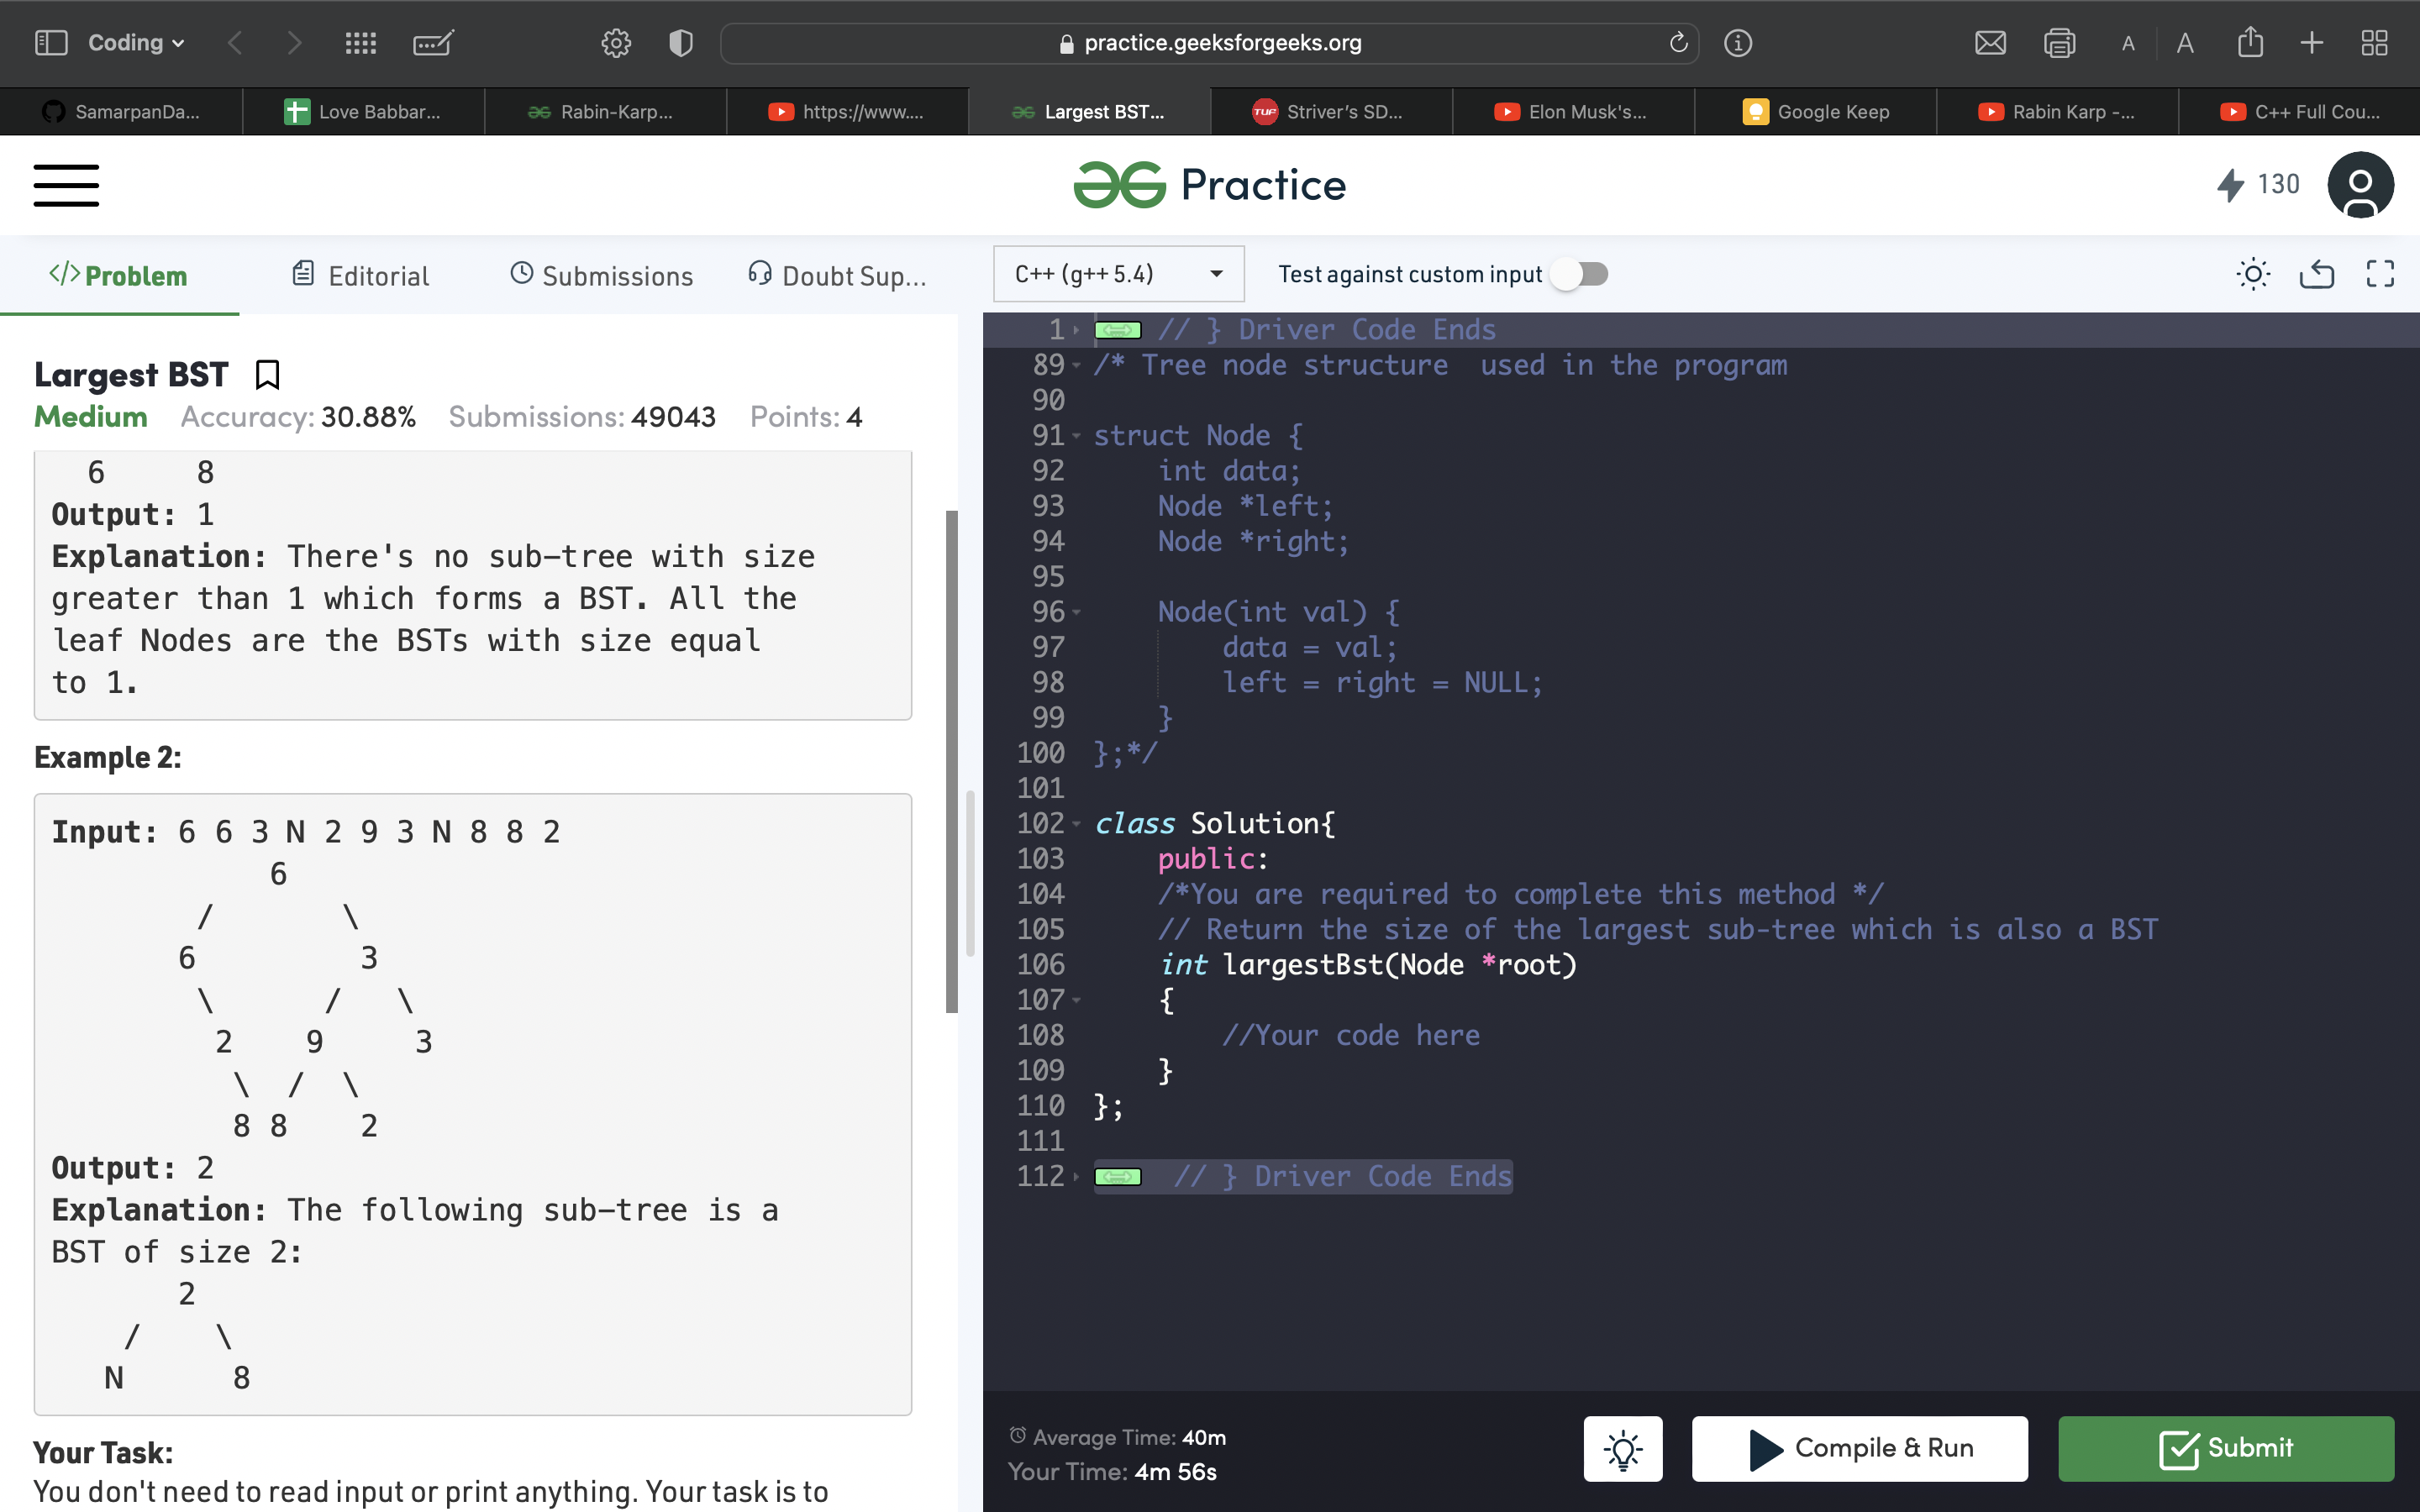 Coding
practice.geeksforgeeks.org
A A
SamarpanDa...
Love Babbar...
Rabin-Karp...
https://www....
Largest BST...
TUF Striver's SD...
Elon Musk's...
Google Keep
Rabin Karp -...
C++ Full Cou...
Practice
130
</> Problem
Editorial
Submissions
Doubt Sup...
Largest BST
Medium Accuracy: 30.88% Submissions: 49043 Points: 4
6 8
Output: 1
Explanation: There's no sub-tree with size
greater than 1 which forms a BST. All the
leaf Nodes are the BSTs with size equal
to 1.
Example 2:
Input: 6 6 3 N 2 9 3 N 8 8 2
6
/ \
6 3
\ / \
2 9 3
\ / \
8 8 2
Output: 2
Explanation: The following sub-tree is a
BST of size 2:
2
/ \
N 8
Your Task:
You don't need to read input or print anything. Your task is to
C++ (g++ 5.4)
Test against custom input
1 // } Driver Code Ends
89 /* Tree node structure  used in the program
90
91 struct Node {
92     int data;
93     Node *left;
94     Node *right;
95
96     Node(int val) {
97         data = val;
98         left = right = NULL;
99     }
100 };*/
101
102 class Solution{
103     public:
104     /*You are required to complete this method */
105     // Return the size of the largest sub-tree which is also a BST
106     int largestBst(Node *root)
107     {
108         //Your code here
109     }
110 };
111
112 // } Driver Code Ends
Average Time: 40m
Your Time: 4m 56s
Compile & Run
Submit